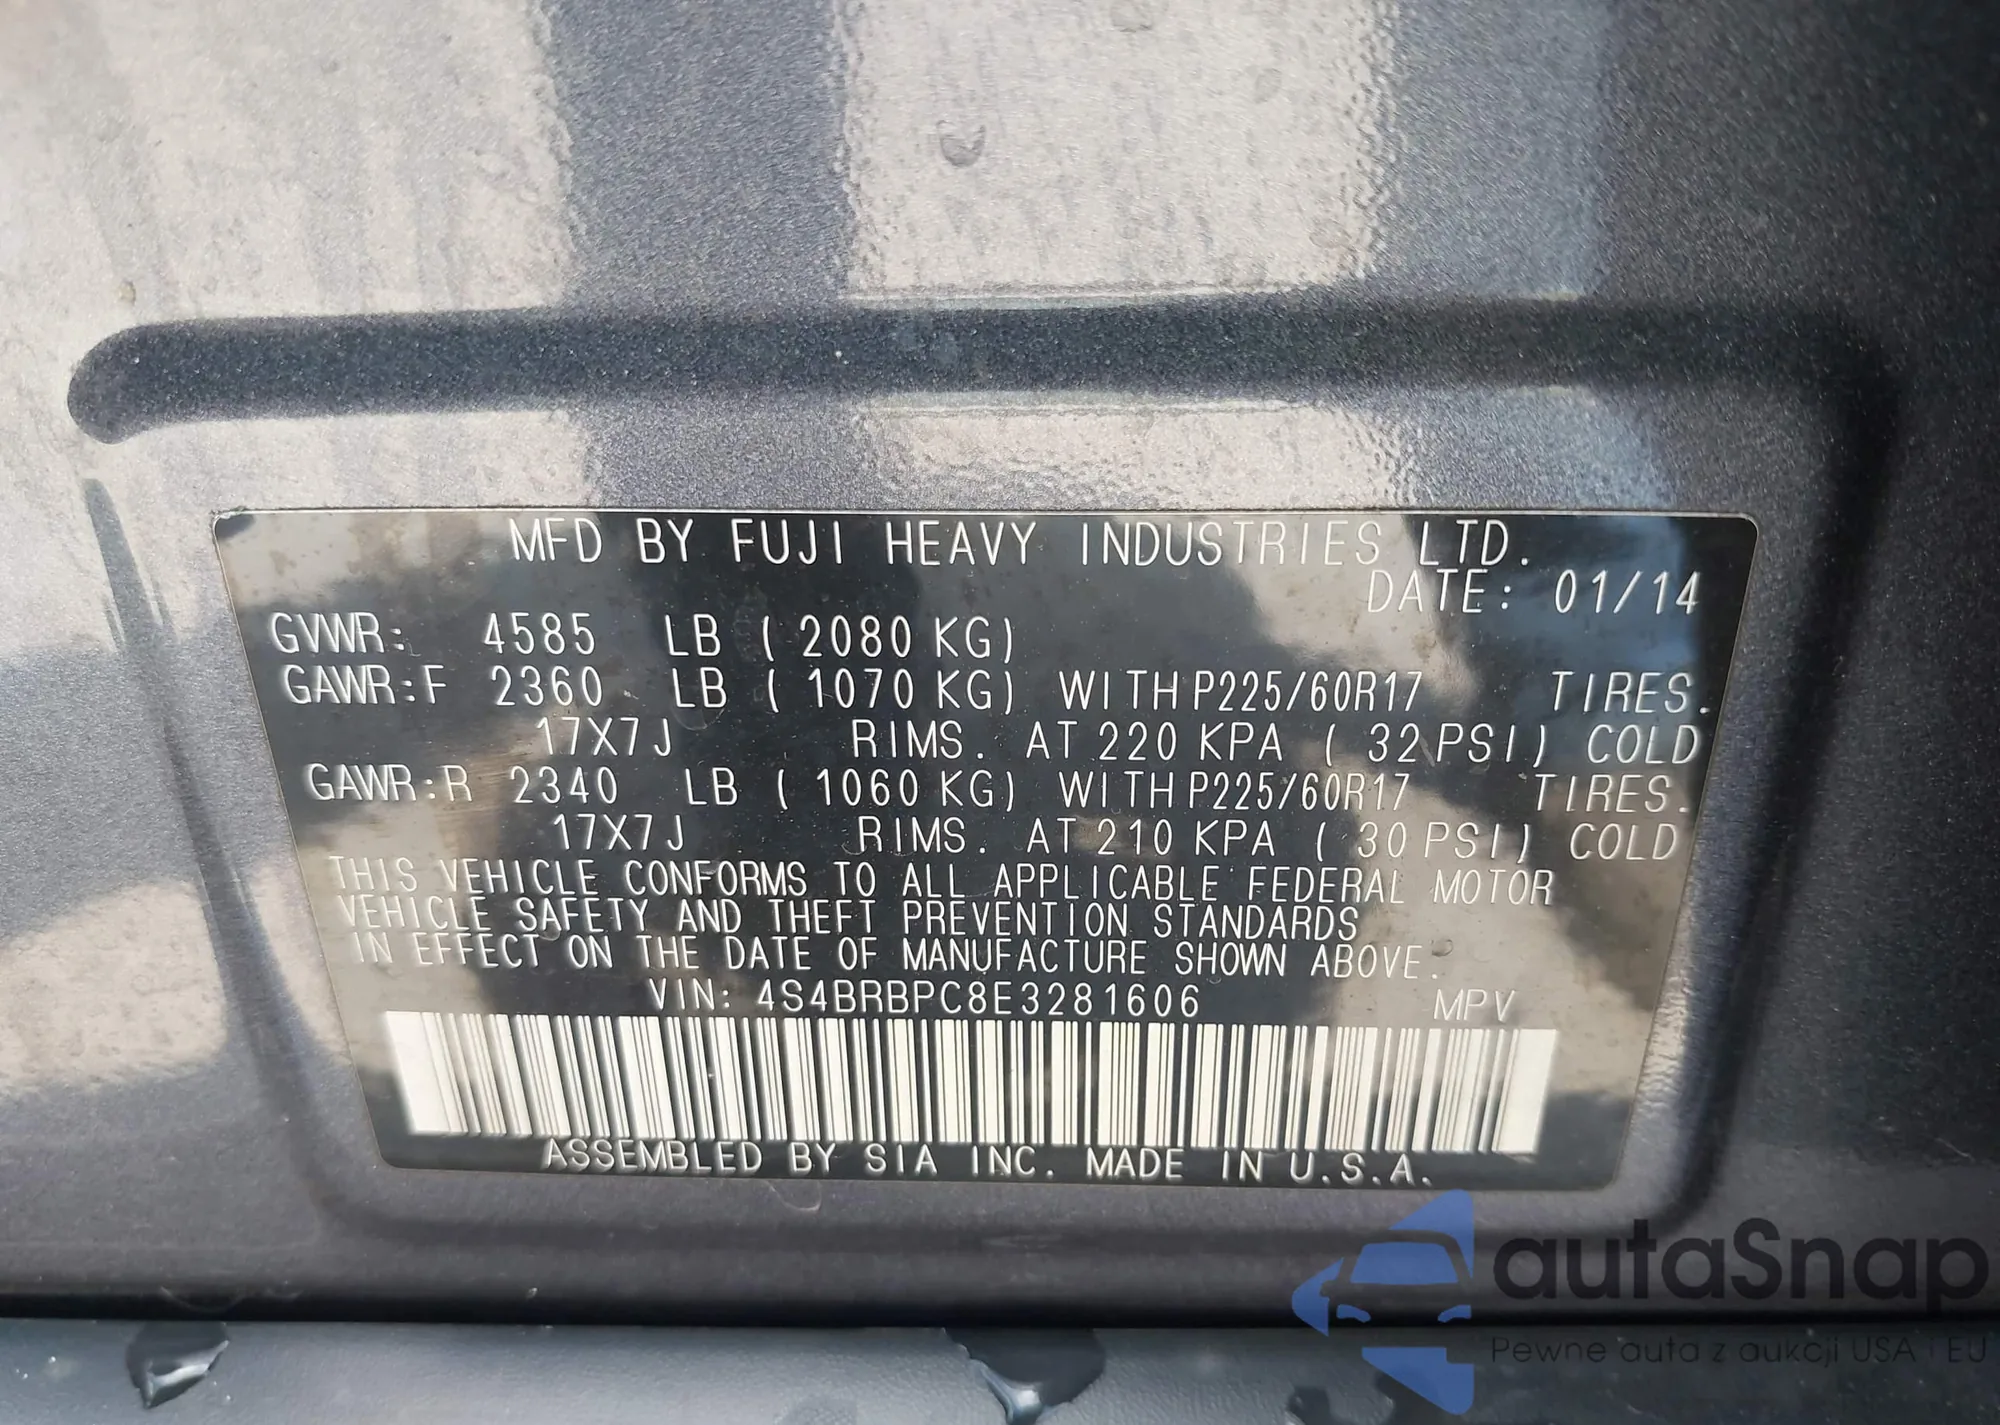 MFD BY FUJI HEAVY INDUSTRIES LTD.
DATE: 01/14
GVWR: 4585 LB ( 2080 KG)
GAWR:F 2360 LB ( 1070 KG) WITH P225/60R17 TIRES.
17X7J RIMS. AT 220 KPA ( 32 PSI) COLD
GAWR:R 2340 LB ( 1060 KG) WITH P225/60R17 TIRES.
17X7J RIMS. AT 210 KPA ( 30 PSI) COLD
THIS VEHICLE CONFORMS TO ALL APPLICABLE FEDERAL MOTOR
VEHICLE SAFETY AND THEFT PREVENTION STANDARDS
IN EFFECT ON THE DATE OF MANUFACTURE SHOWN ABOVE.
VIN: 4S4BRBPC8E3281606 MPV
ASSEMBLED BY SIA INC. MADE IN U.S.A.
autaSnap
Pewne auta z aukcji USA i EU